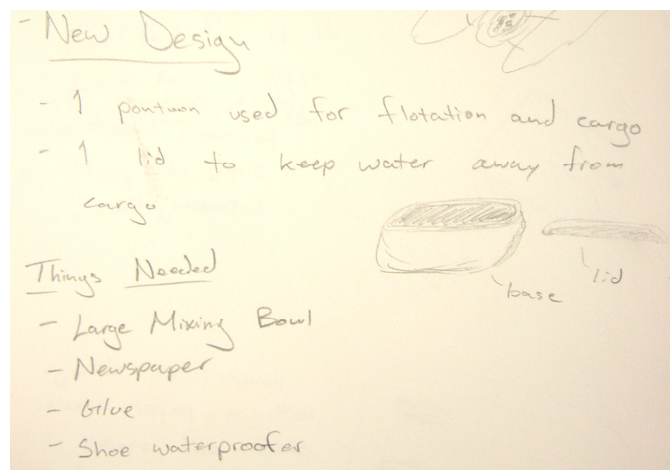 - New Design
- 1 pontoon used for flotation and cargo
- 1 lid to keep water away from
cargo
base
lid
Things Needed
- Large Mixing Bowl
- Newspaper
- Glue
- Shoe waterproofer